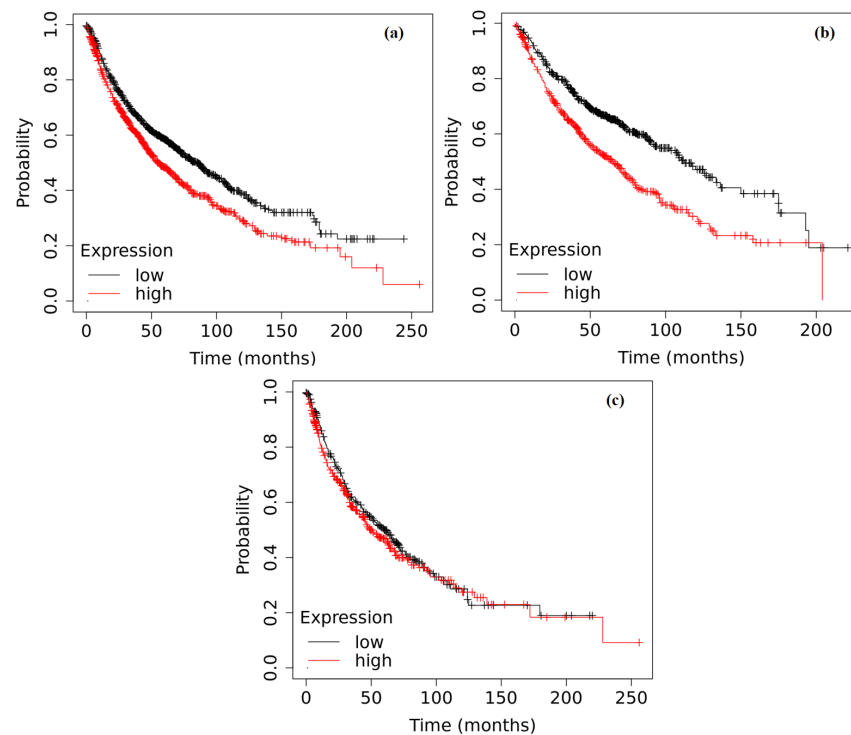 (a)
Probability
1.0
0.8
0.6
0.4
0.2
0.0
Expression
low
high
0 50 100 150 200 250
Time (months)
(b)
Probability
1.0
0.8
0.6
0.4
0.2
0.0
Expression
low
high
0 50 100 150 200
Time (months)
(c)
Probability
1.0
0.8
0.6
0.4
0.2
0.0
Expression
low
high
0 50 100 150 200 250
Time (months)